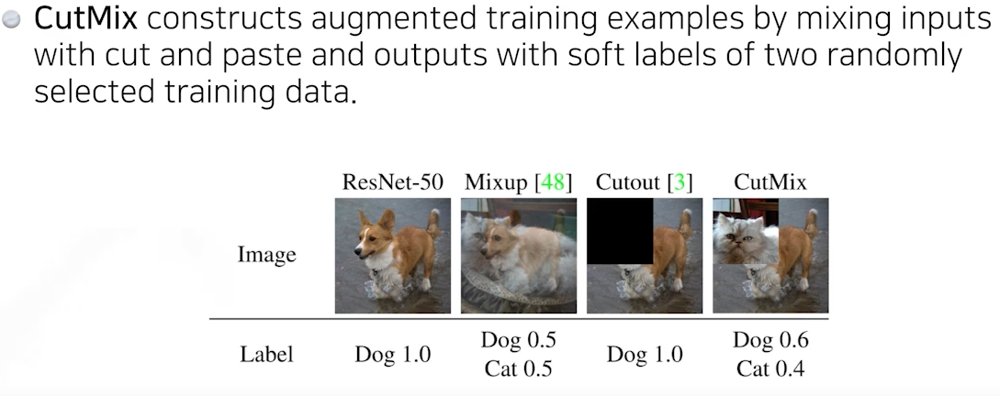 CutMix constructs augmented training examples by mixing inputs
with cut and paste and outputs with soft labels of two randomly
selected training data.
ResNet-50 Mixup [48] Cutout [3] CutMix
Image
Label Dog 1.0 Dog 0.5 Cat 0.5 Dog 1.0 Dog 0.6 Cat 0.4